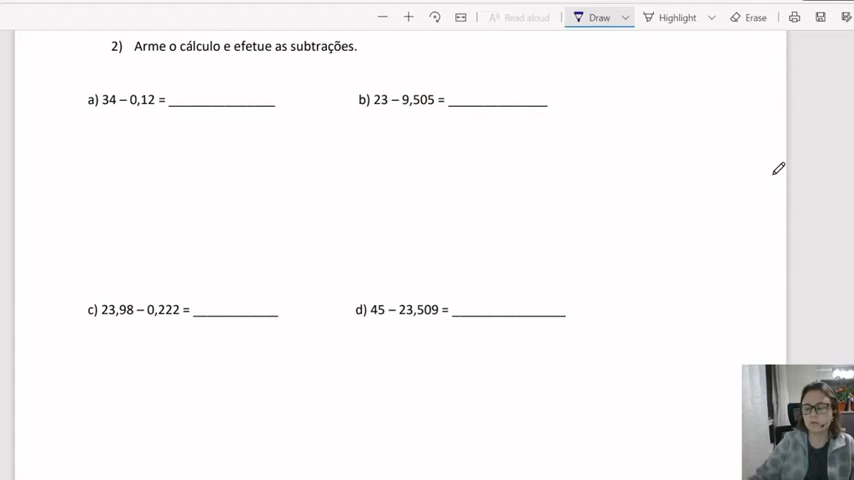 Read aloud Draw Highlight Erase
2) Arme o cálculo e efetue as subtrações.
a) 34 – 0,12 = _______________ b) 23 – 9,505 = ______________
c) 23,98 – 0,222 = ____________ d) 45 – 23,509 = ________________